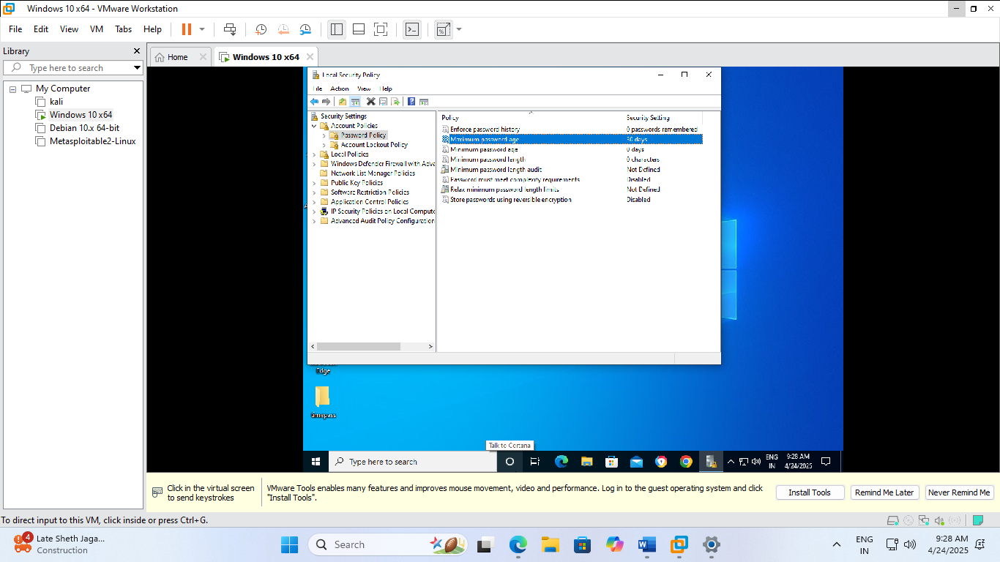 Windows 10 x64 - VMware Workstation
File Edit View VM Tabs Help
Library
Type here to search
My Computer
kali
Windows 10 x64
Debian 10.x 64-bit
Metasploitable2-Linux
Home
Windows 10 x64
Local Security Policy
File Action View Help
Security Settings
Account Policies
Password Policy
Account Lockout Policy
Local Policies
Windows Defender Firewall with Adva
Network List Manager Policies
Public Key Policies
Software Restriction Policies
Application Control Policies
IP Security Policies on Local Compute
Advanced Audit Policy Configuration
Policy Security Setting
Enforce password history 0 passwords remembered
Maximum password age 30 days
Minimum password age 0 days
Minimum password length 0 characters
Minimum password length audit Not Defined
Password must meet complexity requirements Disabled
Relax minimum password length limits Not Defined
Store passwords using reversible encryption Disabled
Edge
timepass
Talk to Cortana
Type here to search
ENG
IN
9:28 AM
4/24/2025
Click in the virtual screen
to send keystrokes
VMware Tools enables many features and improves mouse movement, video and performance. Log in to the guest operating system and click
"Install Tools".
Install Tools
Remind Me Later
Never Remind Me
To direct input to this VM, click inside or press Ctrl+G.
4
Late Sheth Jaga...
Construction
Search
ENG
IN
9:28 AM
4/24/2025